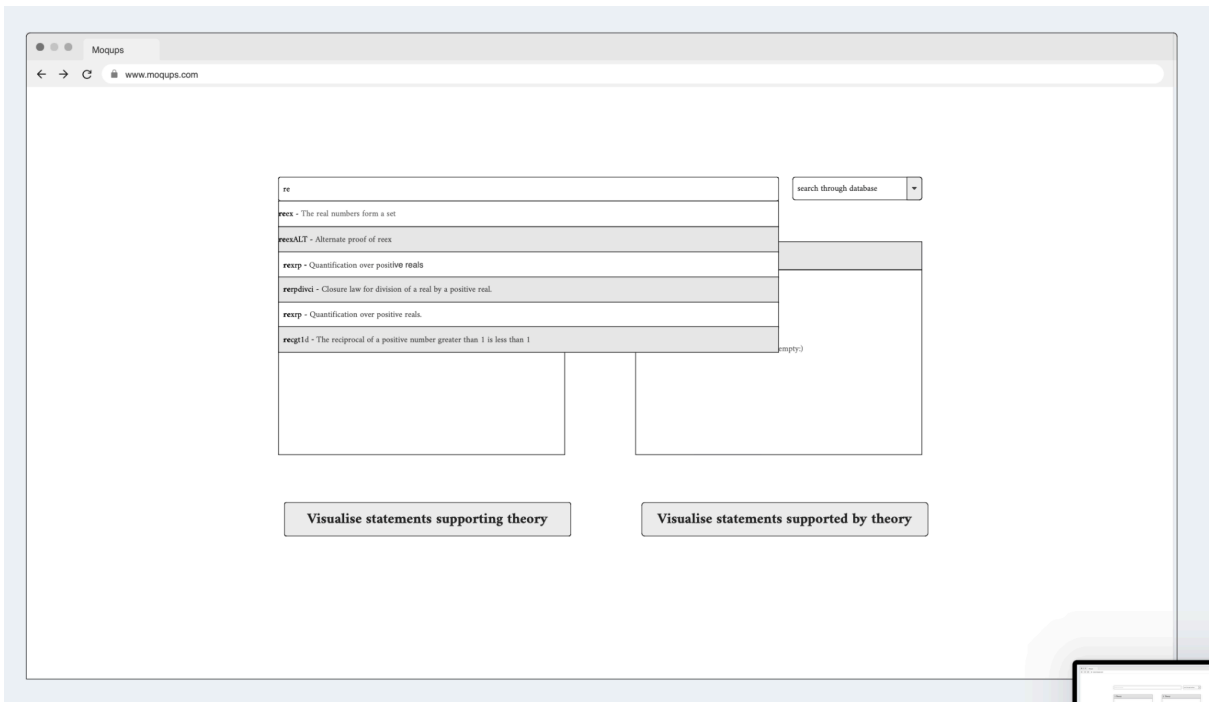 Moqups
www.moqups.com
re
search through database
reex - The real numbers form a set
reexALT - Alternate proof of reex
rexrp - Quantification over positive reals
rerpdivci - Closure law for division of a real by a positive real.
rexrp - Quantification over positive reals.
recgt1d - The reciprocal of a positive number greater than 1 is less than 1
empty:)
Visualise statements supporting theory
Visualise statements supported by theory